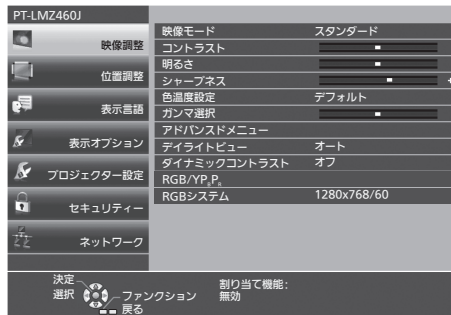 PT-LMZ460J
映像調整
位置調整
表示言語
表示オプション
プロジェクター設定
セキュリティー
ネットワーク
映像モード スタンダード
コントラスト
明るさ
シャープネス
色温度設定 デフォルト
ガンマ選択
アドバンスドメニュー
デイライトビュー オート
ダイナミックコントラスト オフ
RGB/YPBPR
RGBシステム 1280x768/60
決定
選択
ファンクション
戻る
割り当て機能:
無効